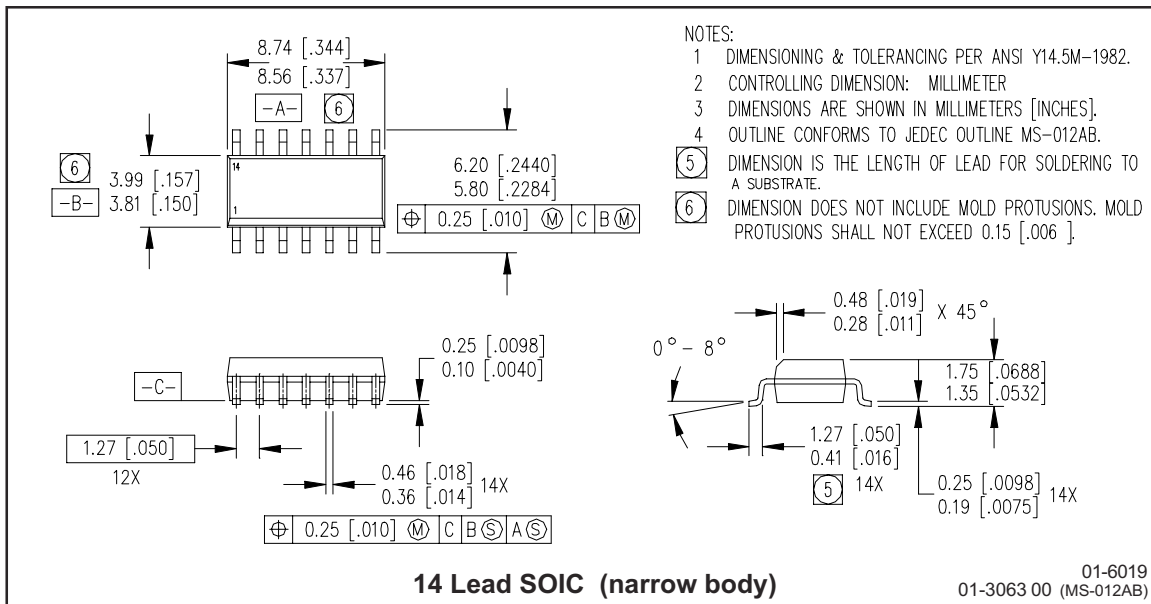 8.74 [.344]
8.56 [.337]
-A- 6
6
3.99 [.157]
3.81 [.150]
-B-
14
1
6.20 [.2440]
5.80 [.2284]
⌖ 0.25 [.010] Ⓜ C B Ⓜ
NOTES:
1 DIMENSIONING & TOLERANCING PER ANSI Y14.5M-1982.
2 CONTROLLING DIMENSION: MILLIMETER
3 DIMENSIONS ARE SHOWN IN MILLIMETERS [INCHES].
4 OUTLINE CONFORMS TO JEDEC OUTLINE MS-012AB.
5 DIMENSION IS THE LENGTH OF LEAD FOR SOLDERING TO
A SUBSTRATE.
6 DIMENSION DOES NOT INCLUDE MOLD PROTUSIONS. MOLD
PROTUSIONS SHALL NOT EXCEED 0.15 [.006 ].
-C-
0.25 [.0098]
0.10 [.0040]
1.27 [.050]
12X
0.46 [.018]
0.36 [.014] 14X
⌖ 0.25 [.010] Ⓜ C B Ⓢ A Ⓢ
0.48 [.019]
0.28 [.011] X 45°
0°-8°
1.75 [.0688]
1.35 [.0532]
1.27 [.050]
0.41 [.016]
5 14X
0.25 [.0098]
0.19 [.0075] 14X
14 Lead SOIC (narrow body)
01-6019
01-3063 00 (MS-012AB)